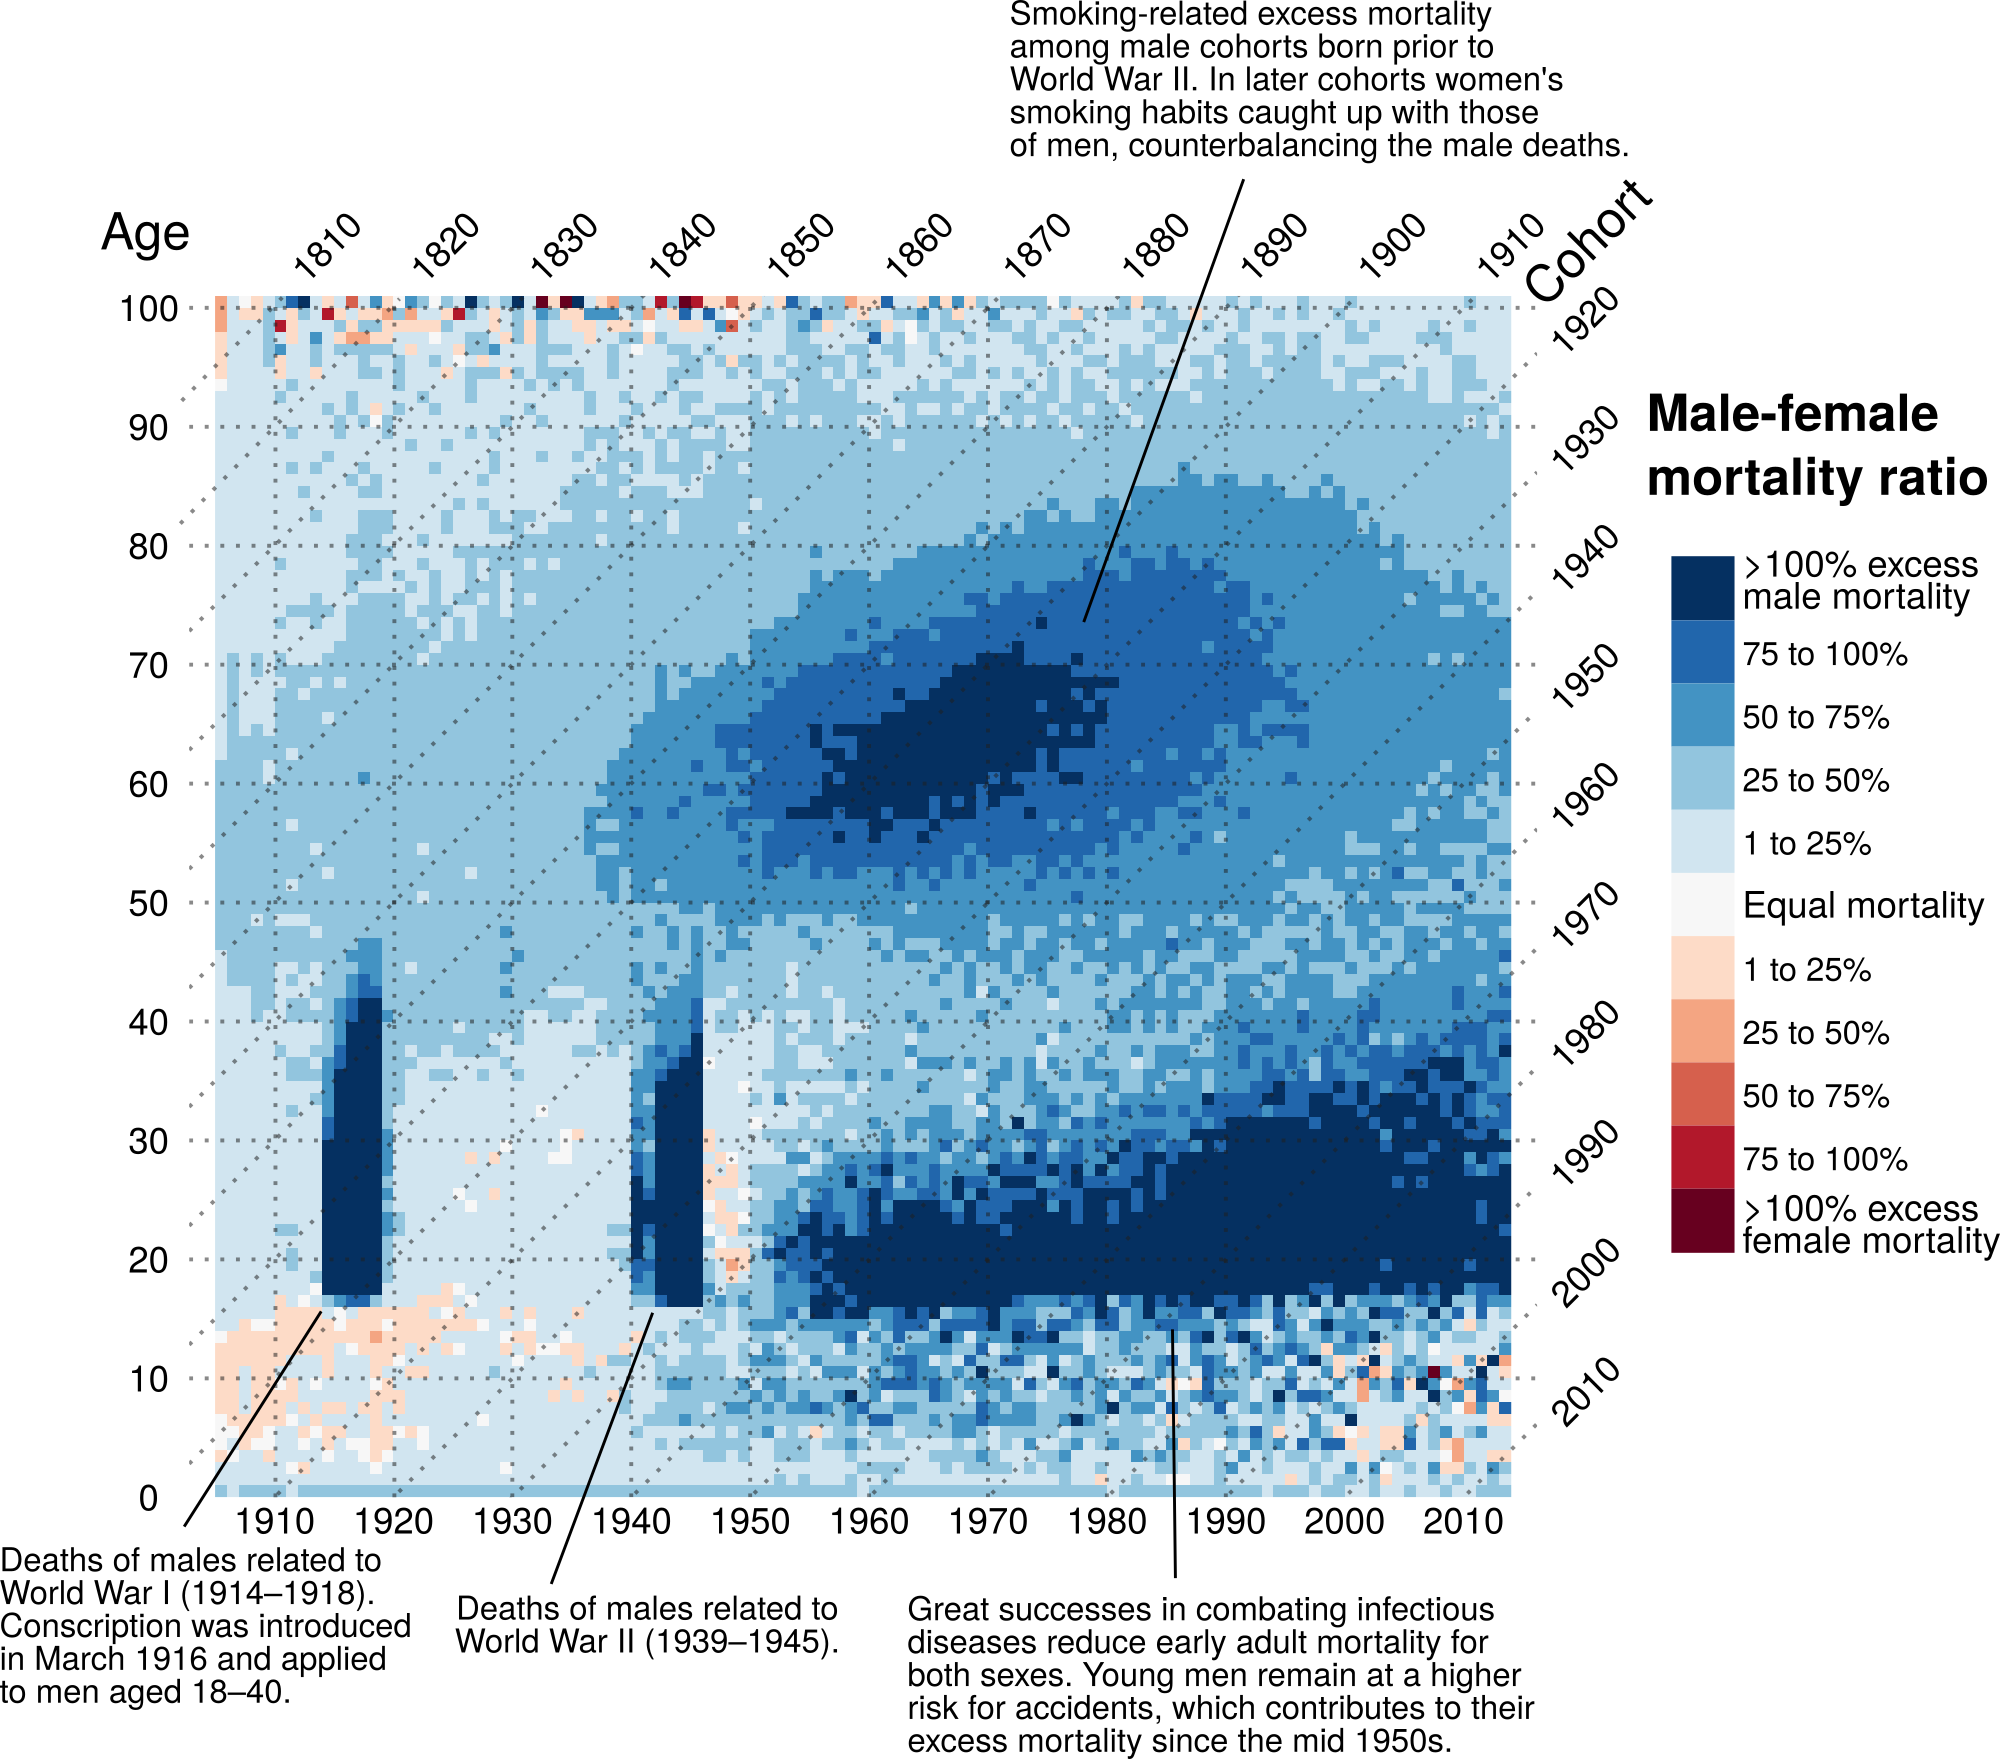 Smoking-related excess mortality
among male cohorts born prior to
World War II. In later cohorts women's
smoking habits caught up with those
of men, counterbalancing the male deaths.
Age
1810
1820
1830
1840
1850
1860
1870
1880
1890
1900
1910
Cohort
1920
1930
1940
1950
1960
1970
1980
1990
2000
2010
100
90
80
70
60
50
40
30
20
10
0
1910
1920
1930
1940
1950
1960
1970
1980
1990
2000
2010
Male-female
mortality ratio
>100% excess
male mortality
75 to 100%
50 to 75%
25 to 50%
1 to 25%
Equal mortality
1 to 25%
25 to 50%
50 to 75%
75 to 100%
>100% excess
female mortality
Deaths of males related to
World War I (1914–1918).
Conscription was introduced
in March 1916 and applied
to men aged 18–40.
Deaths of males related to
World War II (1939–1945).
Great successes in combating infectious
diseases reduce early adult mortality for
both sexes. Young men remain at a higher
risk for accidents, which contributes to their
excess mortality since the mid 1950s.